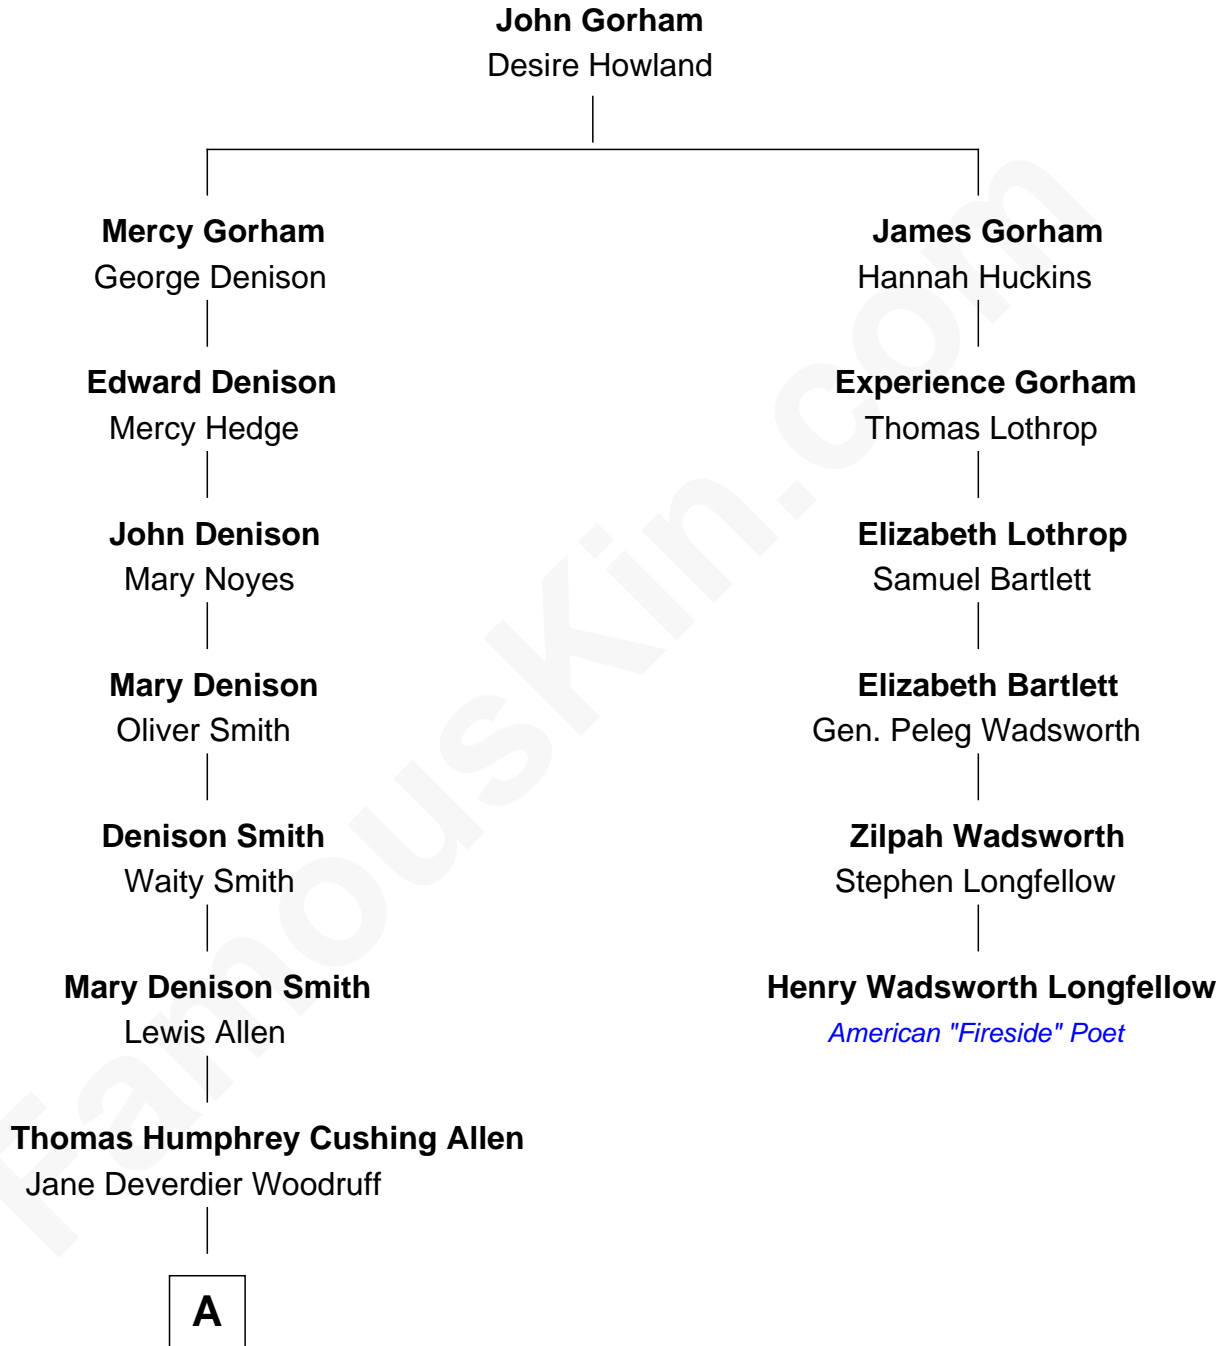 John Gorham
Desire Howland
Mercy Gorham
George Denison
James Gorham
Hannah Huckins
Edward Denison
Mercy Hedge
Experience Gorham
Thomas Lothrop
John Denison
Mary Noyes
Elizabeth Lothrop
Samuel Bartlett
Mary Denison
Oliver Smith
Elizabeth Bartlett
Gen. Peleg Wadsworth
Denison Smith
Waity Smith
Zilpah Wadsworth
Stephen Longfellow
Mary Denison Smith
Lewis Allen
Henry Wadsworth Longfellow
American "Fireside" Poet
Thomas Humphrey Cushing Allen
Jane Deverdier Woodruff
A
FamousKin.com